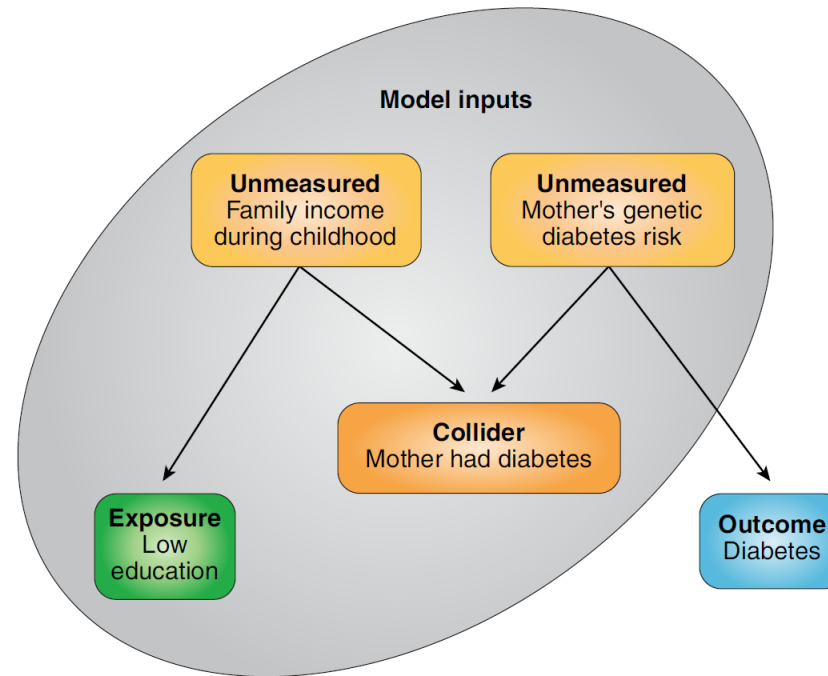 Model inputs
Unmeasured
Family income
during childhood
Unmeasured
Mother's genetic
diabetes risk
Collider
Mother had diabetes
Exposure
Low
education
Outcome
Diabetes